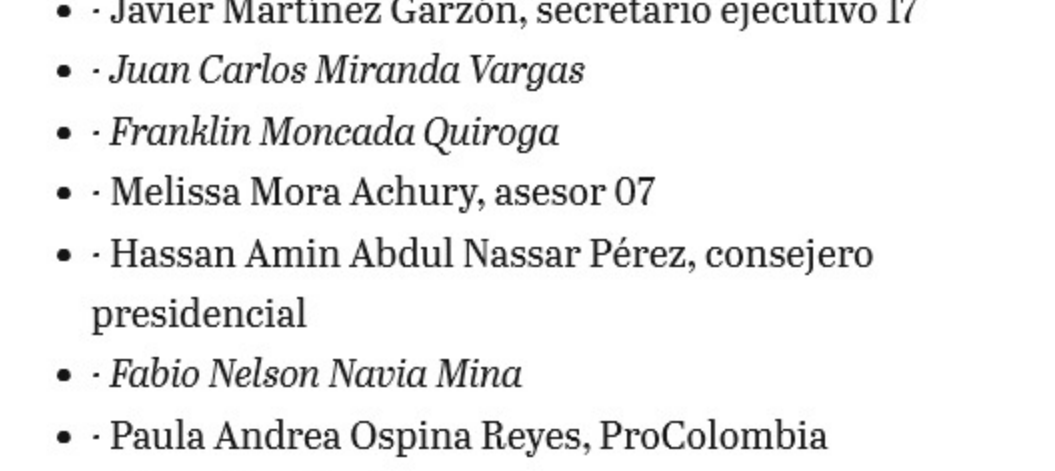 • · Javier Martínez Garzón, secretario ejecutivo 17
• · Juan Carlos Miranda Vargas
• · Franklin Moncada Quiroga
• · Melissa Mora Achury, asesor 07
• · Hassan Amin Abdul Nassar Pérez, consejero
presidencial
• · Fabio Nelson Navia Mina
• · Paula Andrea Ospina Reyes, ProColombia